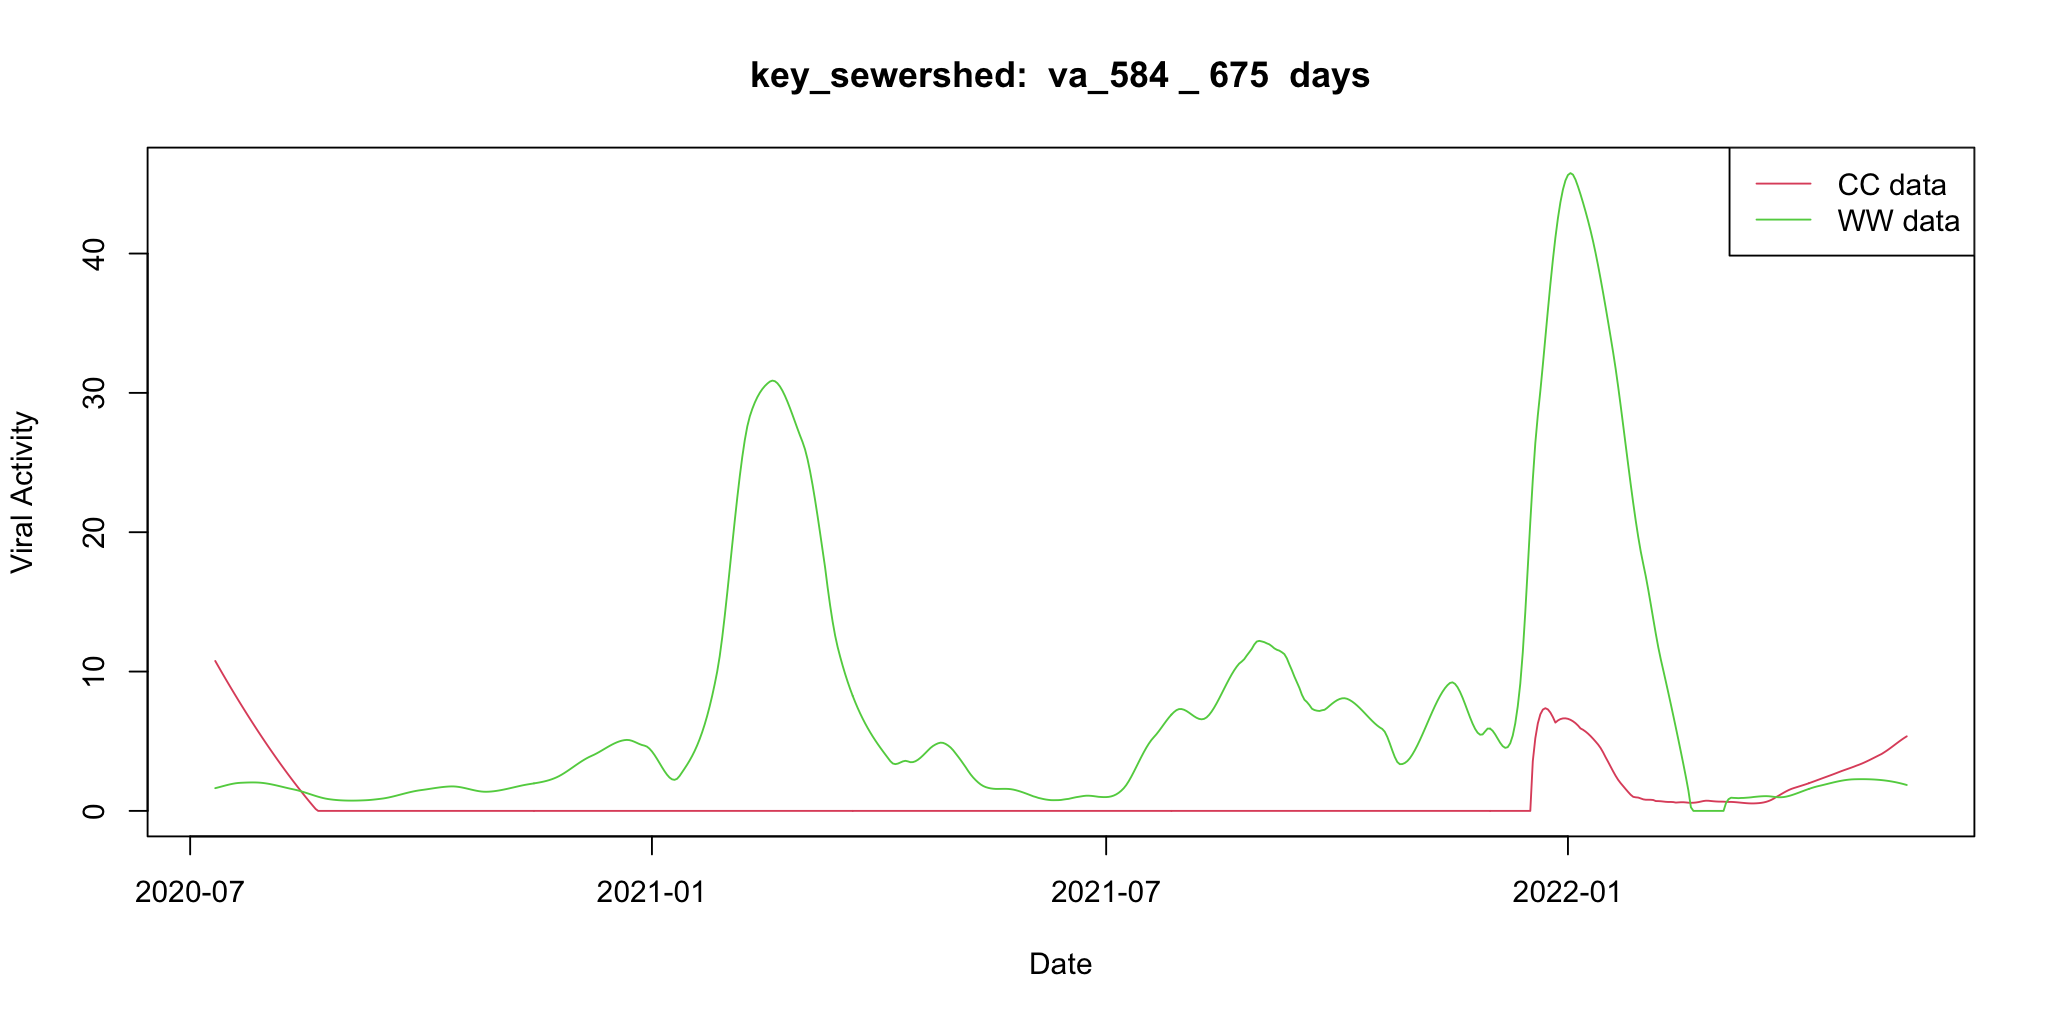 key_sewershed:  va_584 _ 675  days
CC data
WW data
Viral Activity
40
30
20
10
0
2020-07
2021-01
2021-07
2022-01
Date